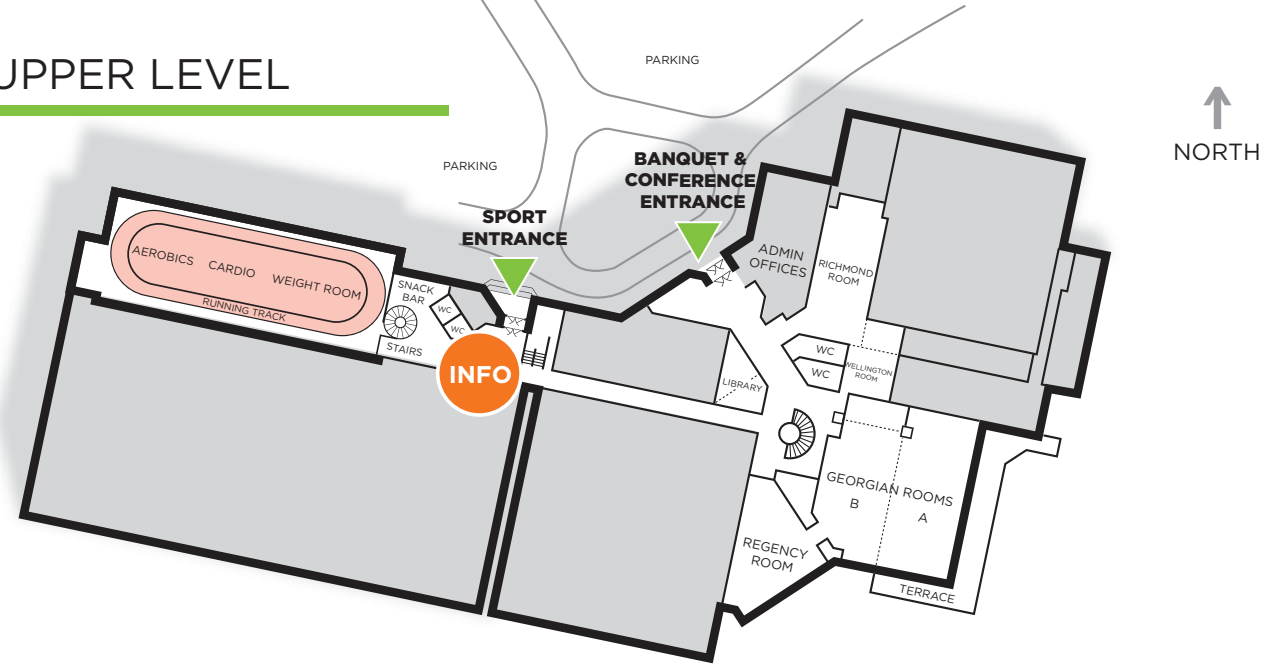 UPPER LEVEL
PARKING
NORTH
PARKING
BANQUET &
CONFERENCE
ENTRANCE
SPORT
ENTRANCE
ADMIN
OFFICES
RICHMOND
ROOM
AEROBICS
CARDIO
WEIGHT ROOM
RUNNING TRACK
SNACK
BAR
WC
WC
STAIRS
INFO
LIBRARY
WC
WC
WELLINGTON
ROOM
GEORGIAN ROOMS
B
A
REGENCY
ROOM
TERRACE